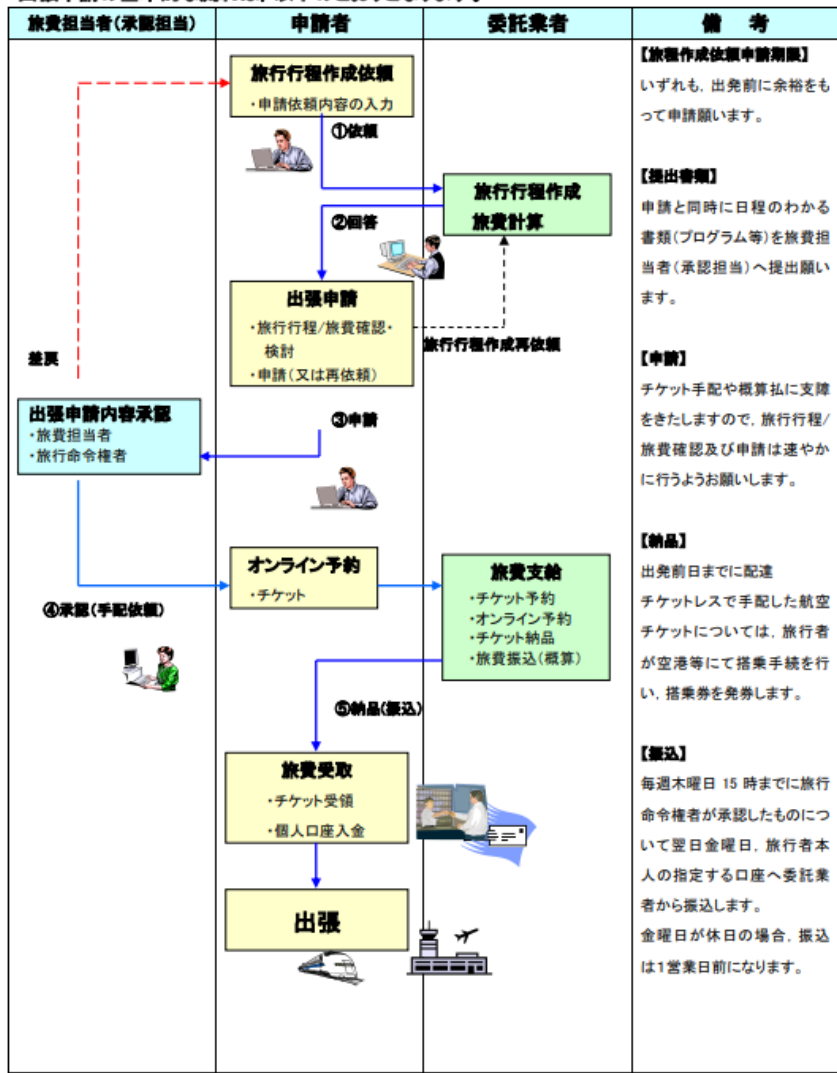 旅費担当者(承認担当)
申請者
委託業者
備 考
旅行行程作成依頼
・申請依頼内容の入力
①依頼
旅行行程作成
旅費計算
②回答
出張申請
・旅行行程/旅費確認・
検討
・申請(又は再依頼)
旅行行程作成再依頼
差戻
出張申請内容承認
・旅費担当者
・旅行命令権者
③申請
オンライン予約
・チケット
旅費支給
・チケット予約
・オンライン予約
・チケット納品
・旅費振込(概算)
④承認(手配依頼)
⑤納品(振込)
旅費受取
・チケット受領
・個人口座入金
出張
【旅程作成依頼申請期限】
いずれも,出発前に余裕をも
って申請願います。
【提出書類】
申請と同時に日程のわかる
書類(プログラム等)を旅費担
当者(承認担当)へ提出願い
ます。
【申請】
チケット手配や概算払に支障
をきたしますので,旅行行程/
旅費確認及び申請は速やか
に行うようお願いします。
【納品】
出発前日までに配達
チケットレスで手配した航空
チケットについては,旅行者
が空港等にて搭乗手続を行
い,搭乗券を発券します。
【振込】
毎週木曜日 15 時までに旅行
命令権者が承認したものにつ
いて翌日金曜日,旅行者本
人の指定する口座へ委託業
者から振込します。
金曜日が休日の場合,振込
は1営業日前になります。